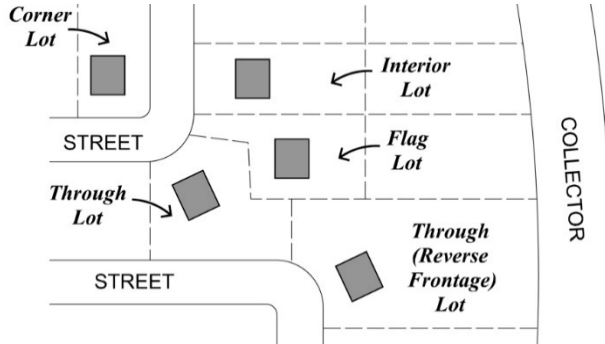 Corner
Lot
Interior
Lot
STREET
Flag
Lot
COLLECTOR
Through
Lot
Through
(Reverse
Frontage)
Lot
STREET